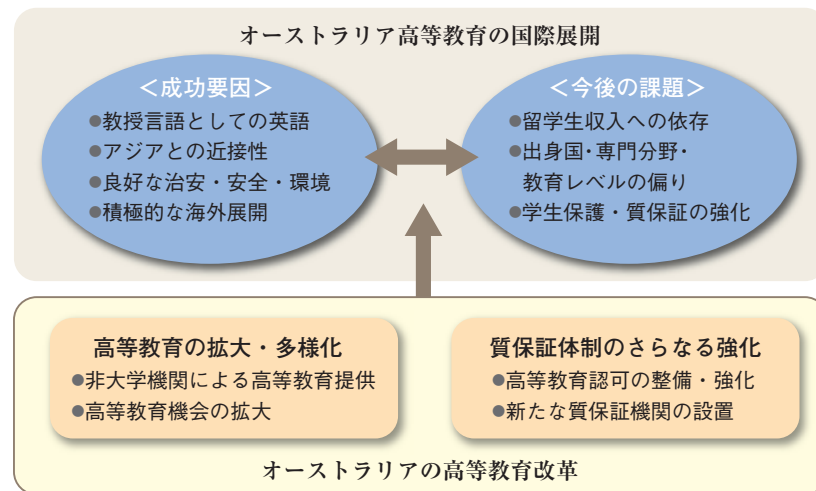 オーストラリア高等教育の国際展開
＜成功要因＞
●教授言語としての英語
●アジアとの近接性
●良好な治安・安全・環境
●積極的な海外展開
＜今後の課題＞
●留学生収入への依存
●出身国・専門分野・
教育レベルの偏り
●学生保護・質保証の強化
高等教育の拡大・多様化
●非大学機関による高等教育提供
●高等教育機会の拡大
質保証体制のさらなる強化
●高等教育認可の整備・強化
●新たな質保証機関の設置
オーストラリアの高等教育改革